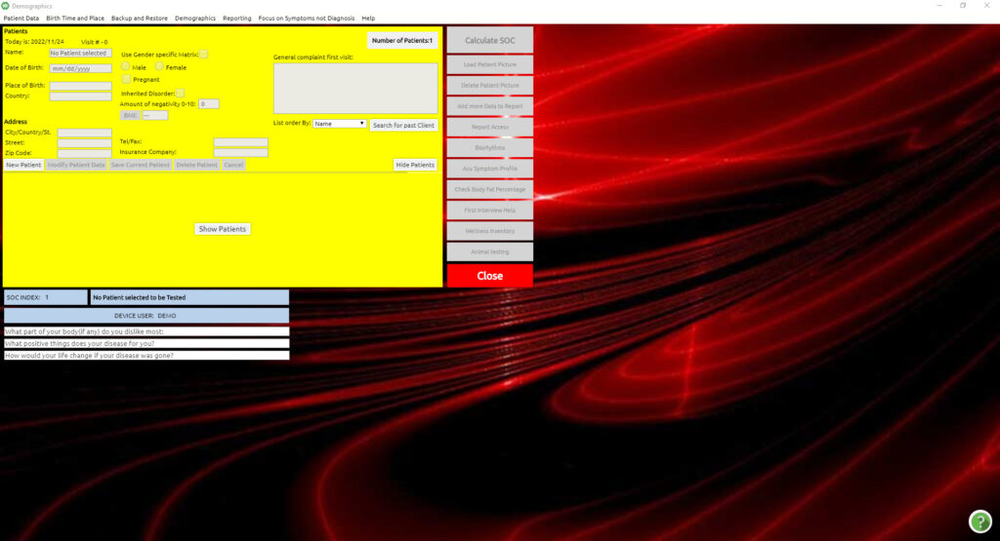 Demographics
Patient Data Birth Time and Place Backup and Restore Demographics Reporting Focus on Symptoms not Diagnosis Help
Patients
Today is: 2022/11/24 Visit # - 0
Number of Patients:1
Name: No Patient selected
Use Gender specific Matrix:
General complaint first visit:
Date of Birth: mm/dd/yyyy
Male Female
Pregnant
Place of Birth:
Inherited Disorder:
Country:
Amount of negativity 0-10: 0
BMI: ---
Address
List order By: Name Search for past Client
City/Country/St.
Street:
Tel/Fax:
Zip Code:
Insurance Company:
New Patient Modify Patient Data Save Current Patient Delete Patient Cancel Hide Patients
Show Patients
Calculate SOC
Load Patient Picture
Delete Patient Picture
Add more Data to Report
Report Access
Biorhythms
Acu Symptom Profile
Check Body Fat Percentage
First Interview Help
Wellness Inventory
Animal testing
Close
SOC INDEX: 1 No Patient selected to be Tested
DEVICE USER: DEMO
What part of your body(if any) do you dislike most:
What positive things does your disease for you?
How would your life change if your disease was gone?
?